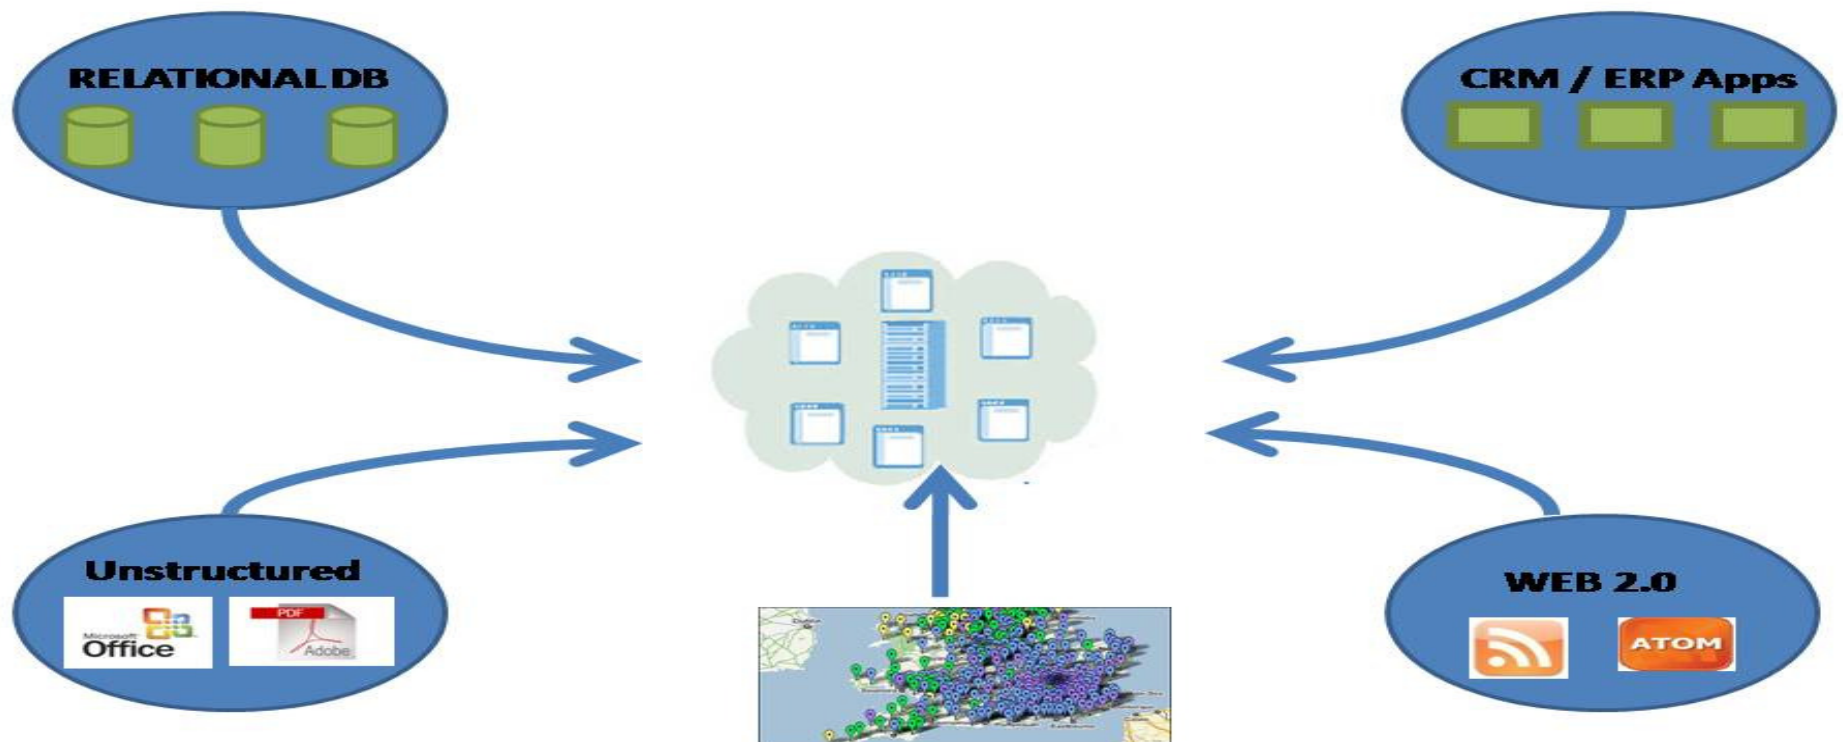 RELATIONAL DB
CRM / ERP Apps
Unstructured
Microsoft
Office
PDF
Adobe
WEB 2.0
ATOM